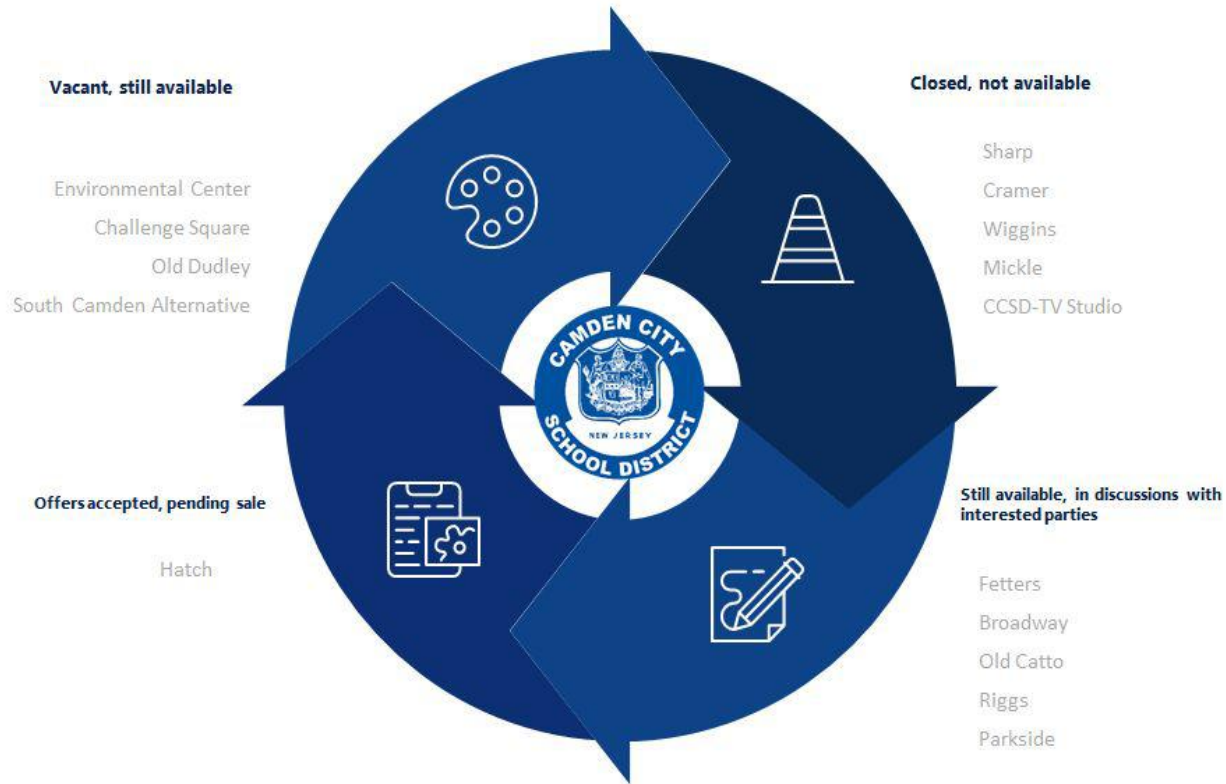 Vacant, still available
Environmental Center
Challenge Square
Old Dudley
South Camden Alternative
Closed, not available
Sharp
Cramer
Wiggins
Mickle
CCSD-TV Studio
CAMDEN CITY
NEW JERSEY
SCHOOL DISTRICT
Offers accepted, pending sale
Hatch
Still available, in discussions with
interested parties
Fetters
Broadway
Old Catto
Riggs
Parkside